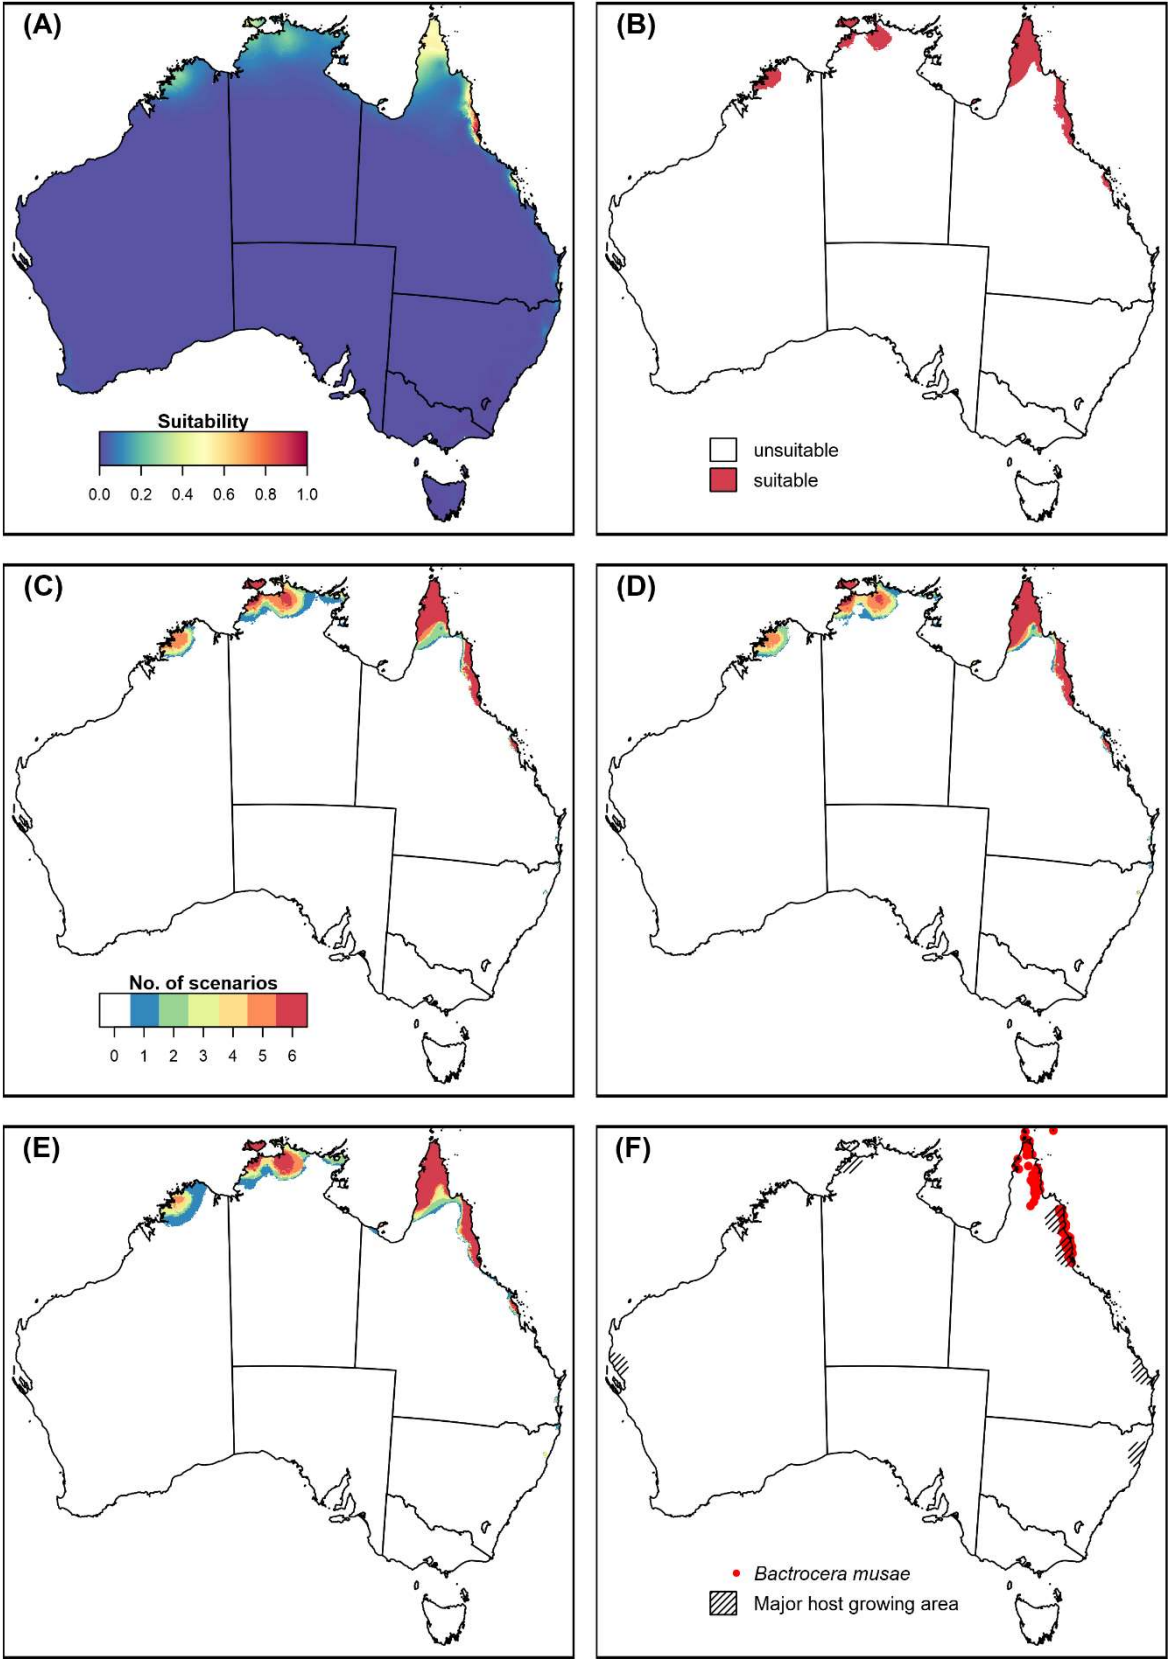 (A)
Suitability
0.0 0.2 0.4 0.6 0.8 1.0
(B)
unsuitable
suitable
(C)
No. of scenarios
0 1 2 3 4 5 6
(D)
(E)
(F)
Bactrocera musae
Major host growing area